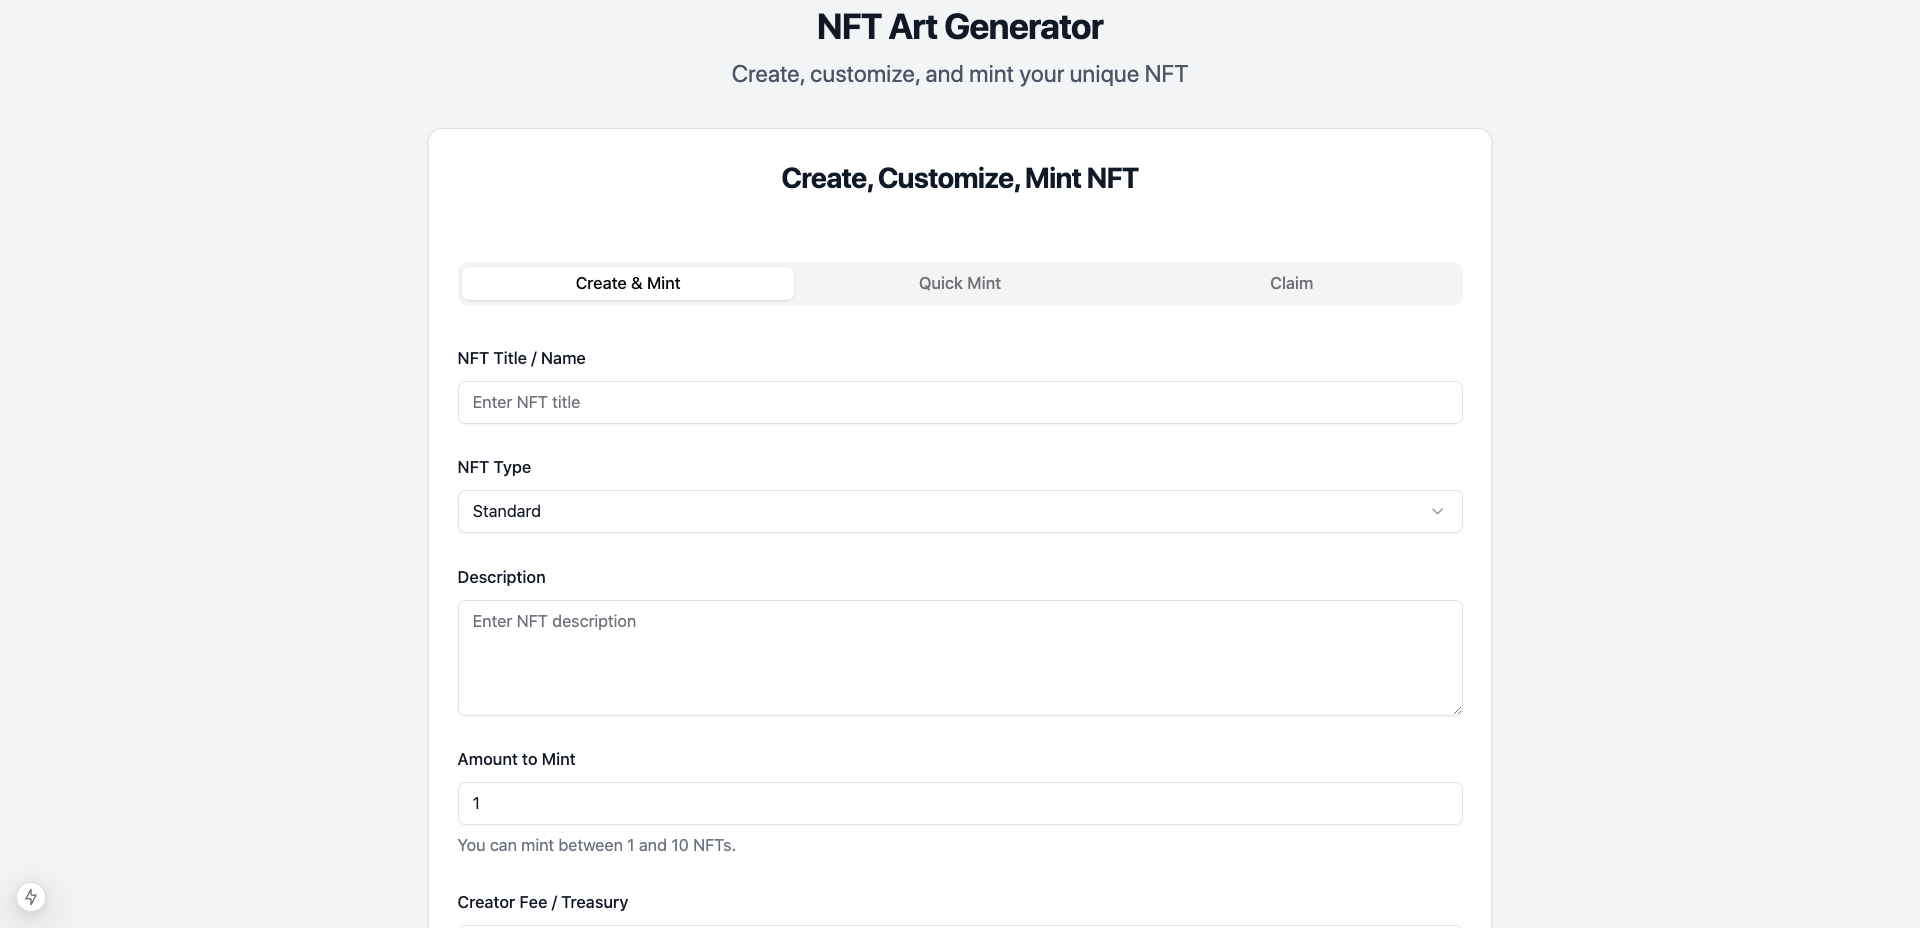 NFT Art Generator
Create, customize, and mint your unique NFT
Create, Customize, Mint NFT
Create & Mint
Quick Mint
Claim
NFT Title / Name
Enter NFT title
NFT Type
Standard
Description
Enter NFT description
Amount to Mint
1
You can mint between 1 and 10 NFTs.
Creator Fee / Treasury